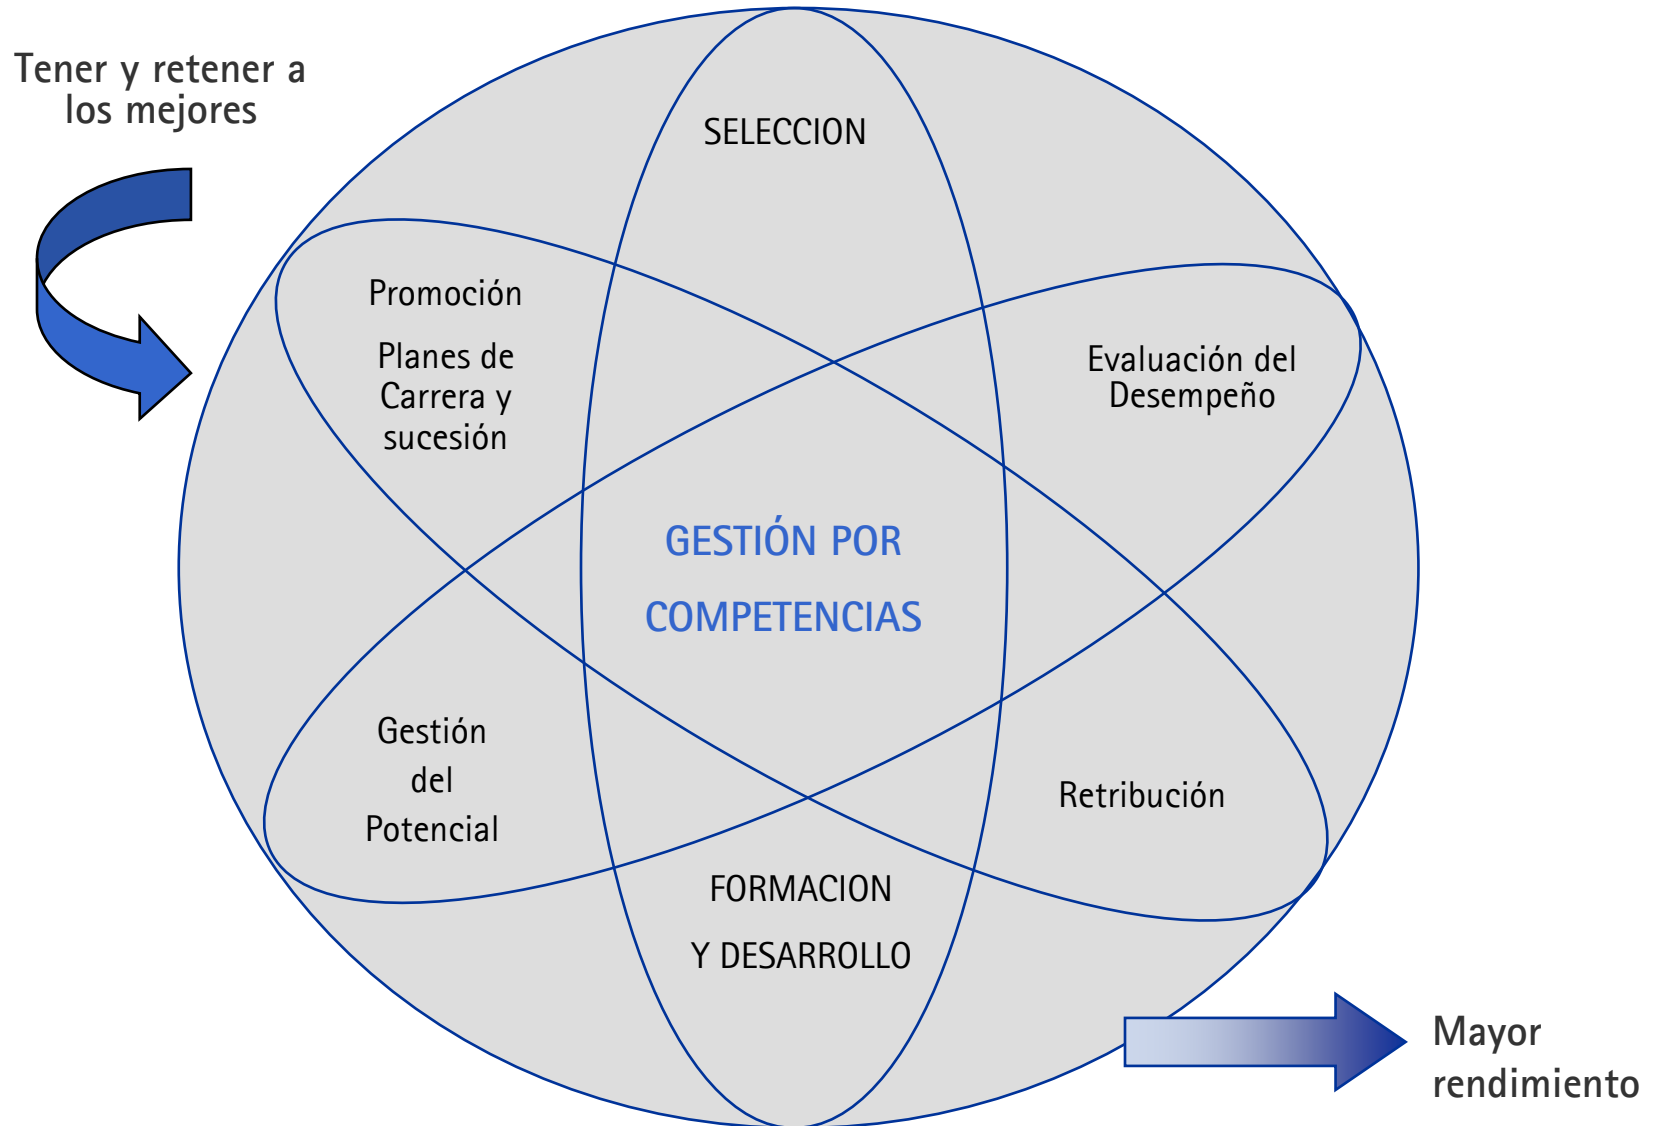 Tener y retener a
los mejores
SELECCION
Promoción
Planes de
Carrera y
sucesión
Evaluación del
Desempeño
GESTIÓN POR
COMPETENCIAS
Gestión
del
Potencial
Retribución
FORMACION
Y DESARROLLO
Mayor
rendimiento